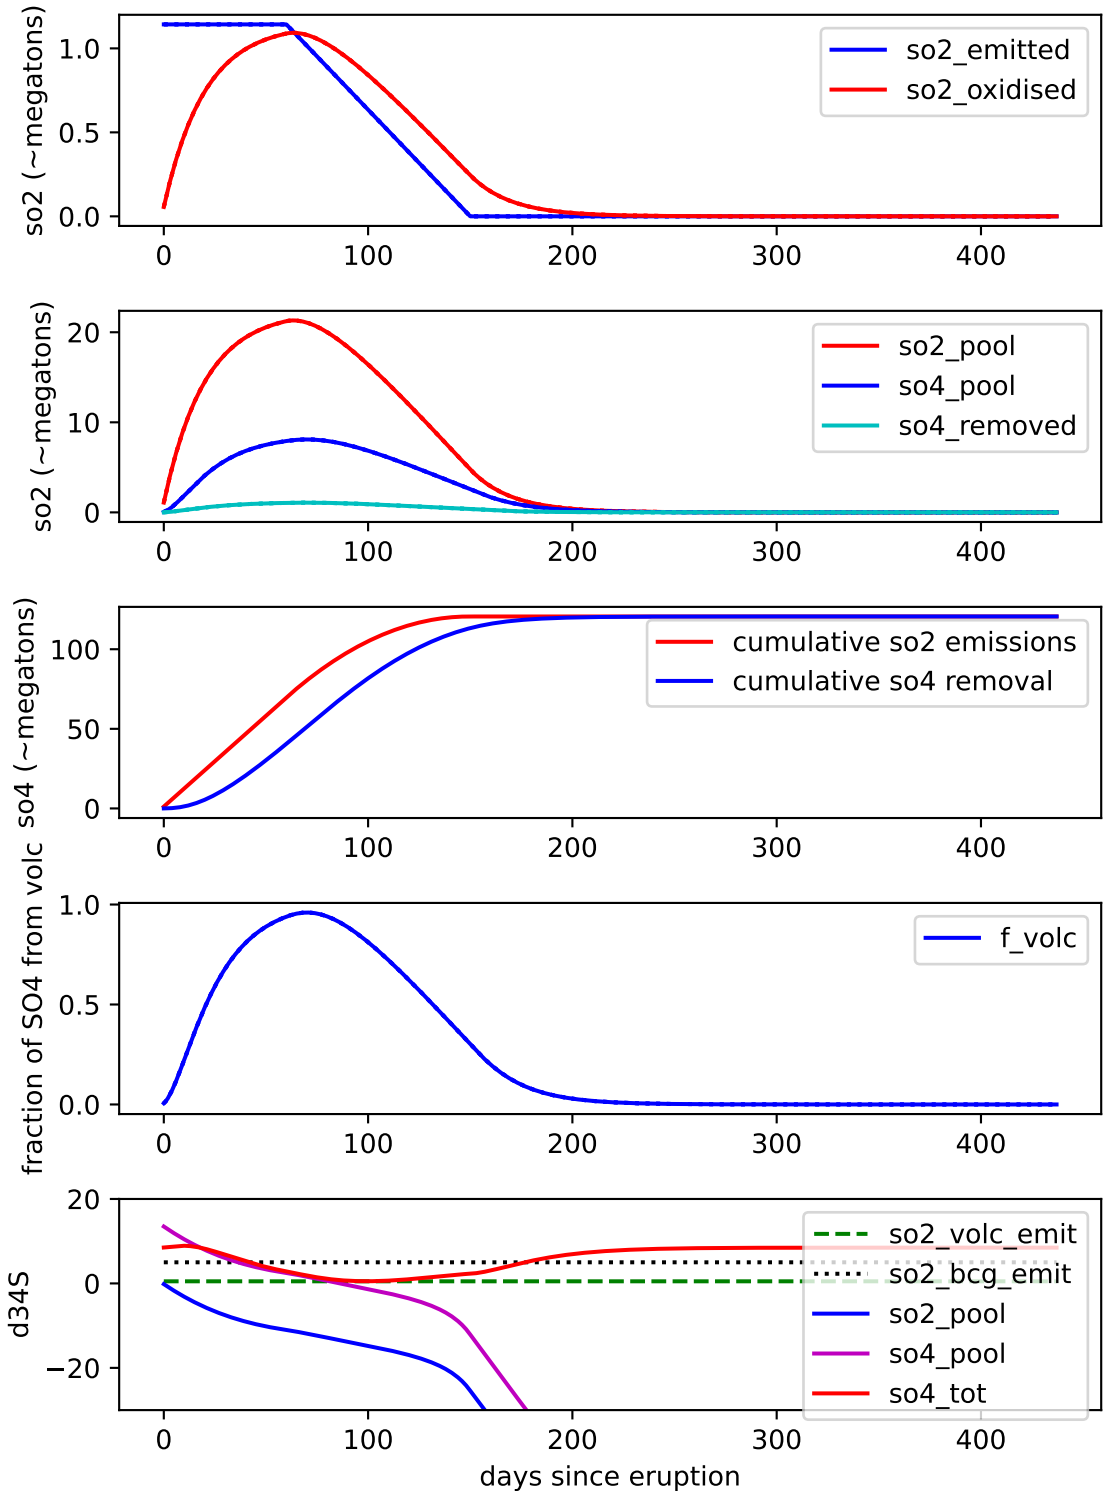 so2 (~megatons)
1.0
0.5
0.0
so2_emitted
so2_oxidised
0 100 200 300 400
so2 (~megatons)
20
10
0
so2_pool
so4_pool
so4_removed
0 100 200 300 400
so4 (~megatons)
100
50
0
cumulative so2 emissions
cumulative so4 removal
0 100 200 300 400
fraction of SO4 from volc
1.0
0.5
0.0
f_volc
0 100 200 300 400
d34S
20
0
−20
so2_volc_emit
so2_bcg_emit
so2_pool
so4_pool
so4_tot
0 100 200 300 400
days since eruption